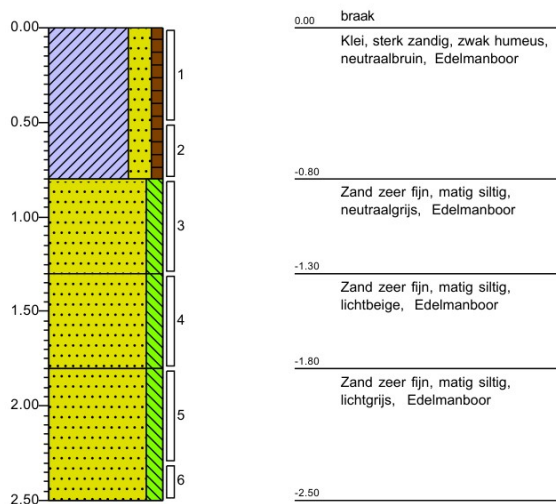 0.00
0.50
1.00
1.50
2.00
2.50
1
2
3
4
5
6
braak
0.00
Klei, sterk zandig, zwak humeus,
neutraalbruin, Edelmanboor
-0.80
Zand zeer fijn, matig siltig,
neutraalgrijs, Edelmanboor
-1.30
Zand zeer fijn, matig siltig,
lichtbeige, Edelmanboor
-1.80
Zand zeer fijn, matig siltig,
lichtgrijs, Edelmanboor
-2.50